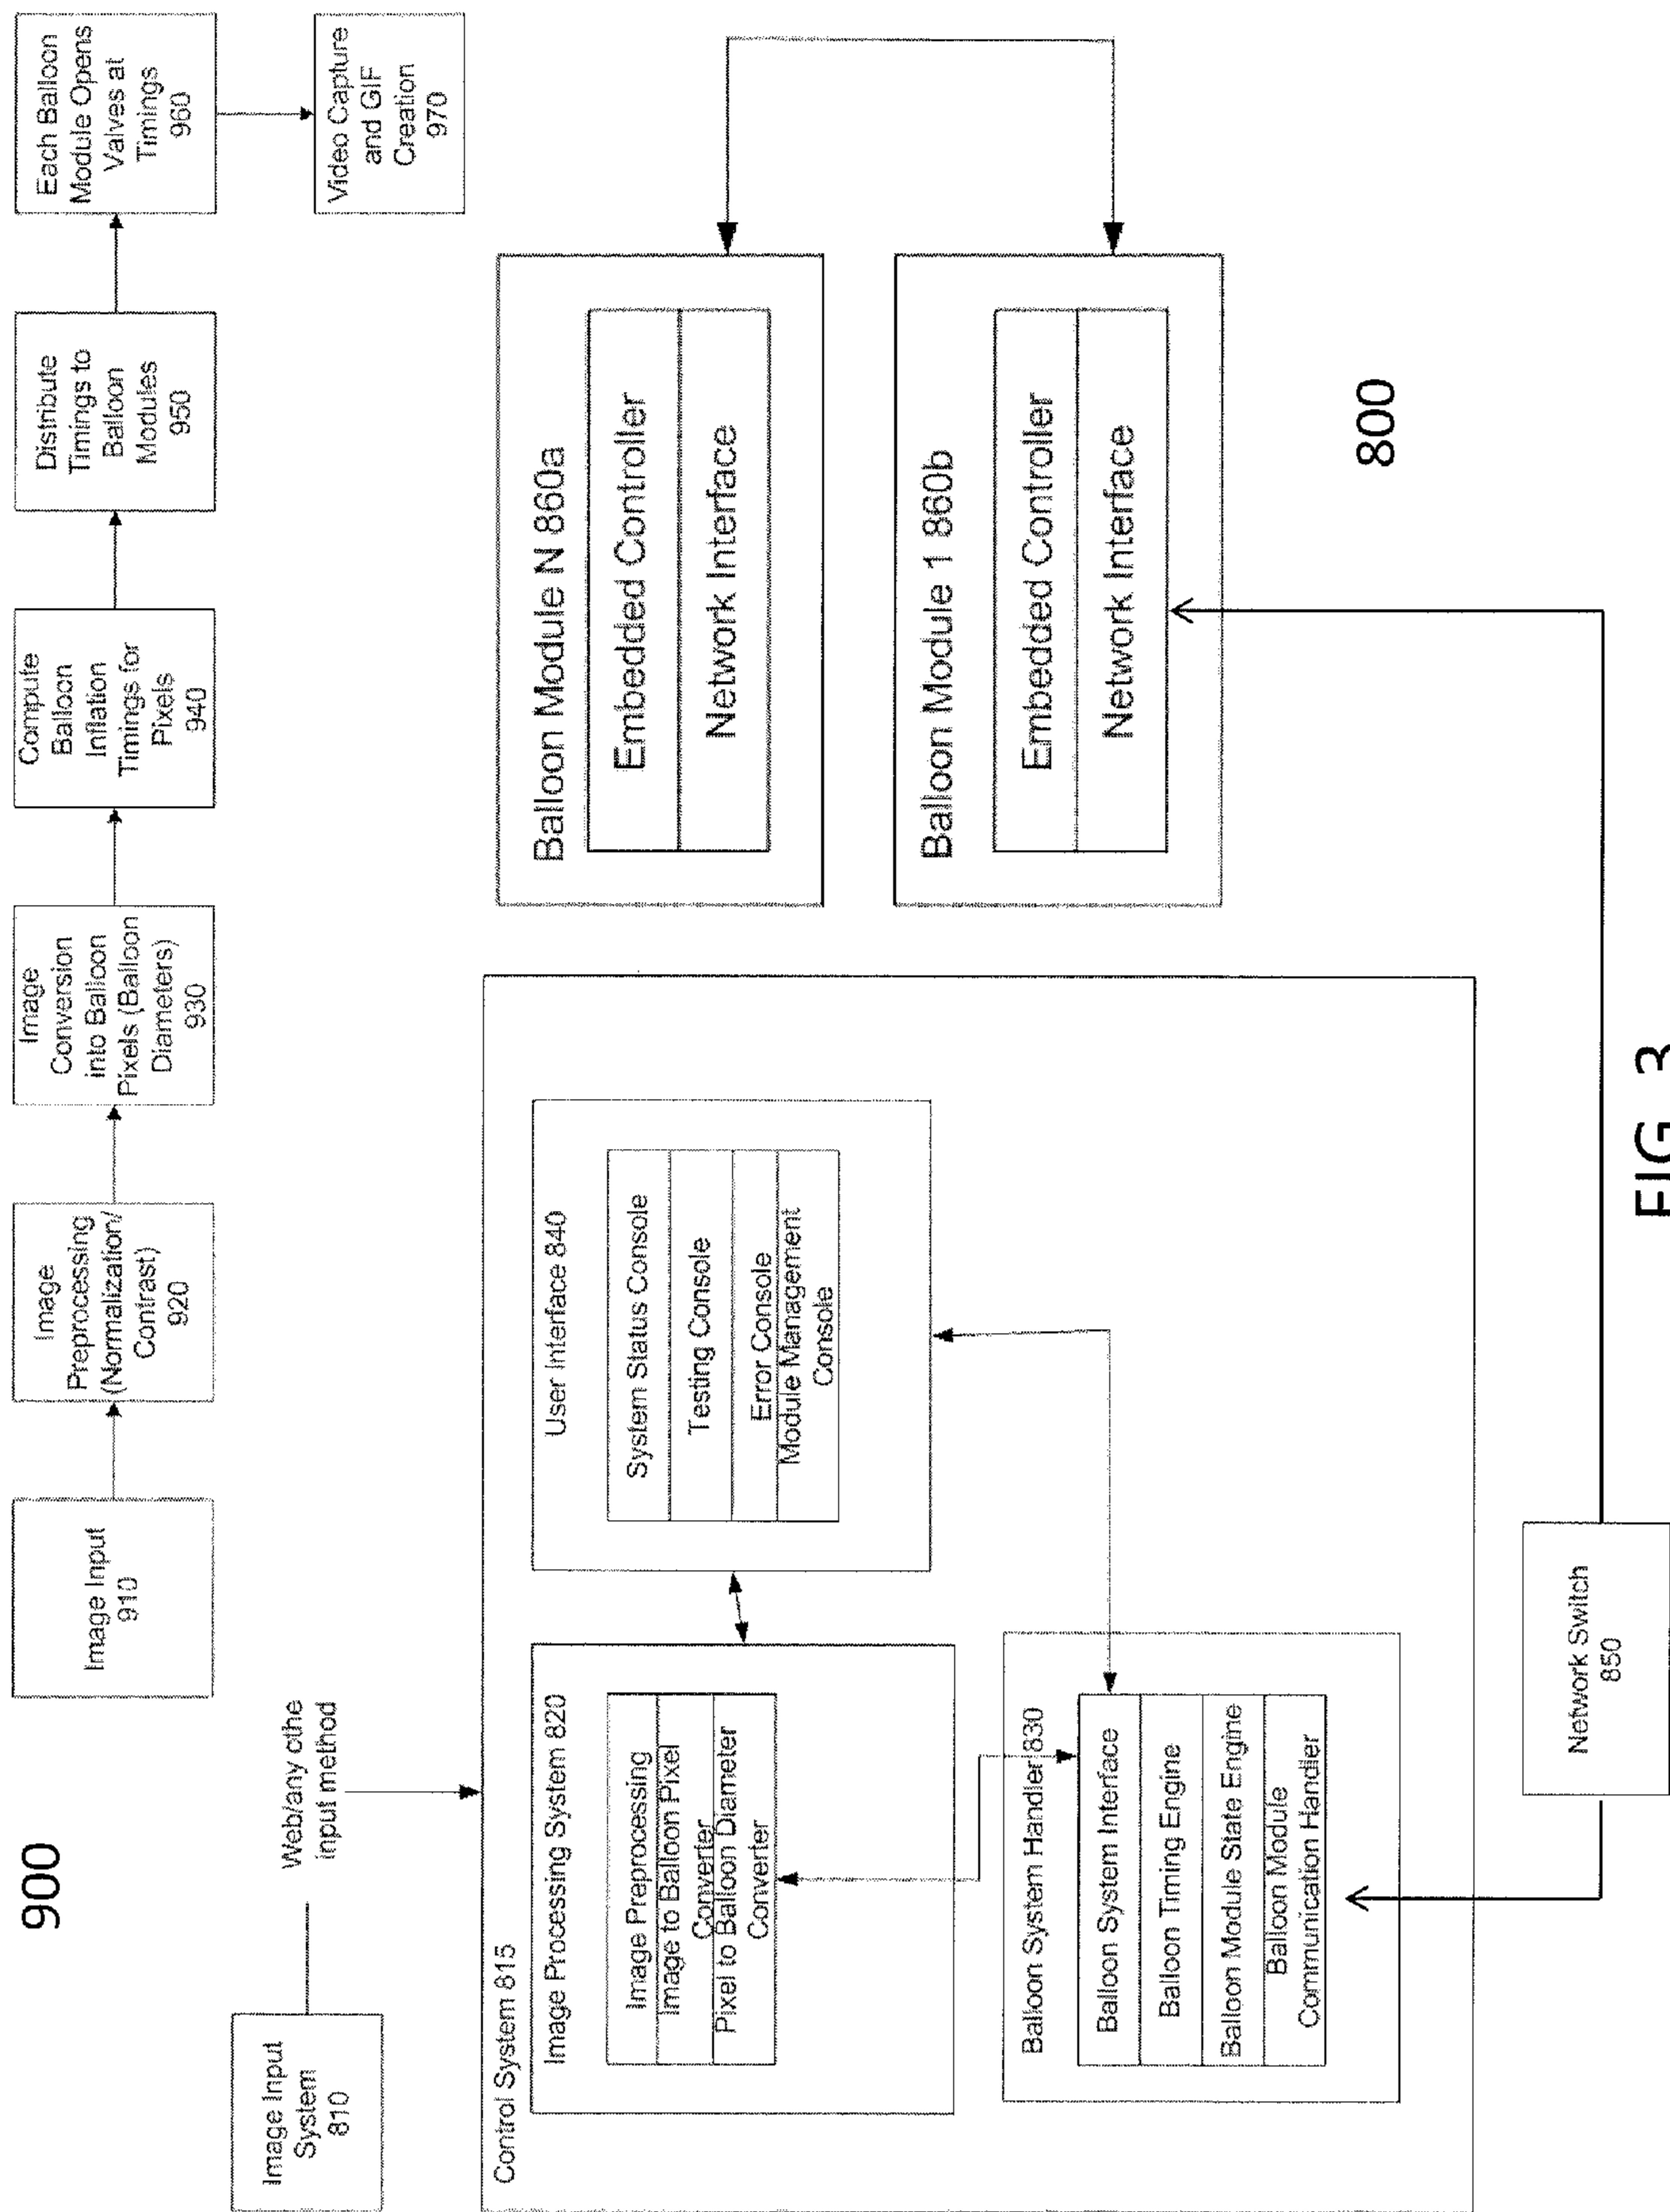 900
Image Input
910
Image
Preprocessing
(Normalization/
Contrast)
920
Image
Conversion
into Balloon
Pixels (Balloon
Diameters)
930
Compute
Balloon
Inflation
Timings for
Pixels
940
Distribute
Timings to
Balloon
Modules
950
Each Balloon
Module Opens
Valves at
Timings
960
Video Capture
and GIF
Creation
970
Image Input
System
810
Web/any othe
input method
Control System 815
Image Processing System 820
Image Preprocessing
Image to Balloon Pixel
Converter
Pixel to Balloon Diameter
Converter
User Interface 840
System Status Console
Testing Console
Error Console
Module Management
Console
Balloon System Handler 830
Balloon System Interface
Balloon Timing Engine
Balloon Module State Engine
Balloon Module
Communication Handler
Balloon Module N 860a
Embedded Controller
Network Interface
Balloon Module 1 860b
Embedded Controller
Network Interface
800
Network Switch
850
FIG. 3